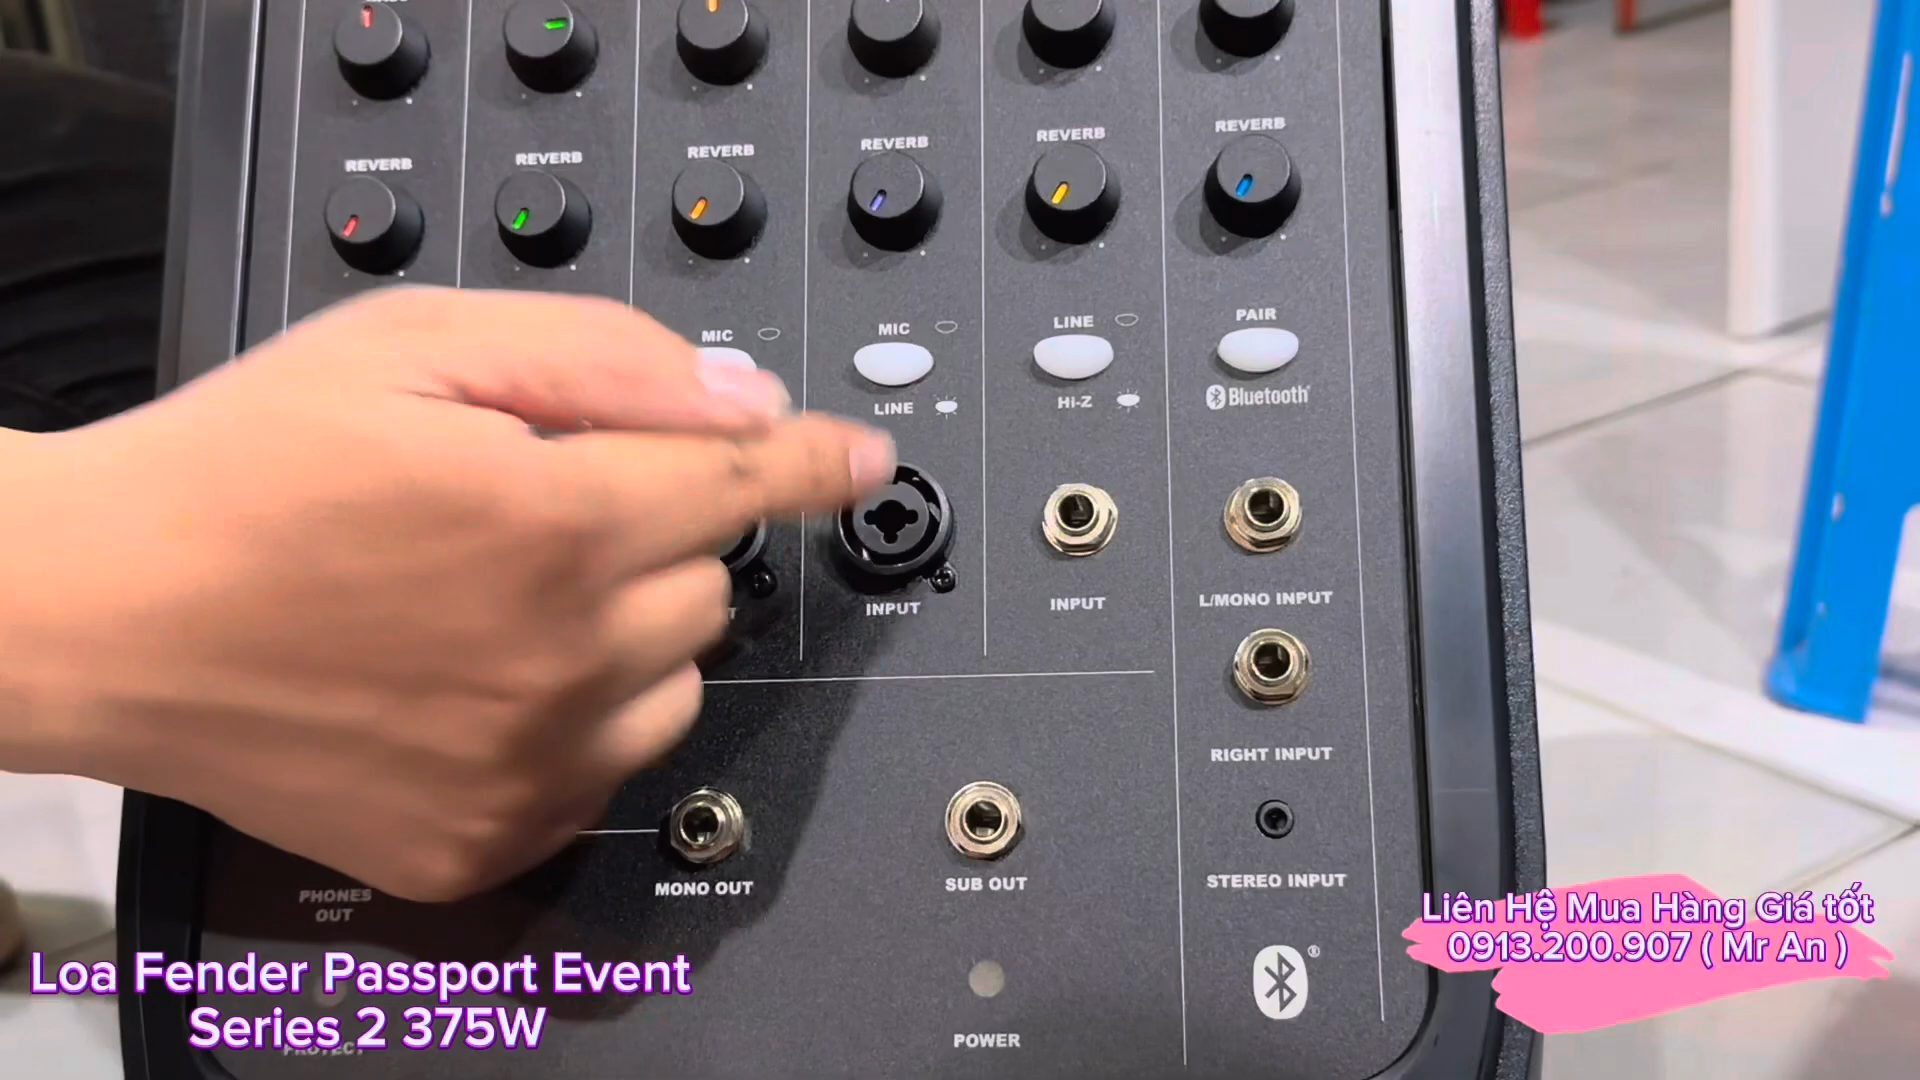 REVERB
REVERB
REVERB
REVERB
REVERB
REVERB
MIC
MIC
LINE
PAIR
LINE
Hi-Z
Bluetooth®
INPUT
INPUT
L/MONO INPUT
RIGHT INPUT
MONO OUT
SUB OUT
STEREO INPUT
PHONES
OUT
POWER
®
PROTECT
Loa Fender Passport Event
Series 2 375W
Liên Hệ Mua Hàng Giá tốt
0913.200.907 ( Mr An )